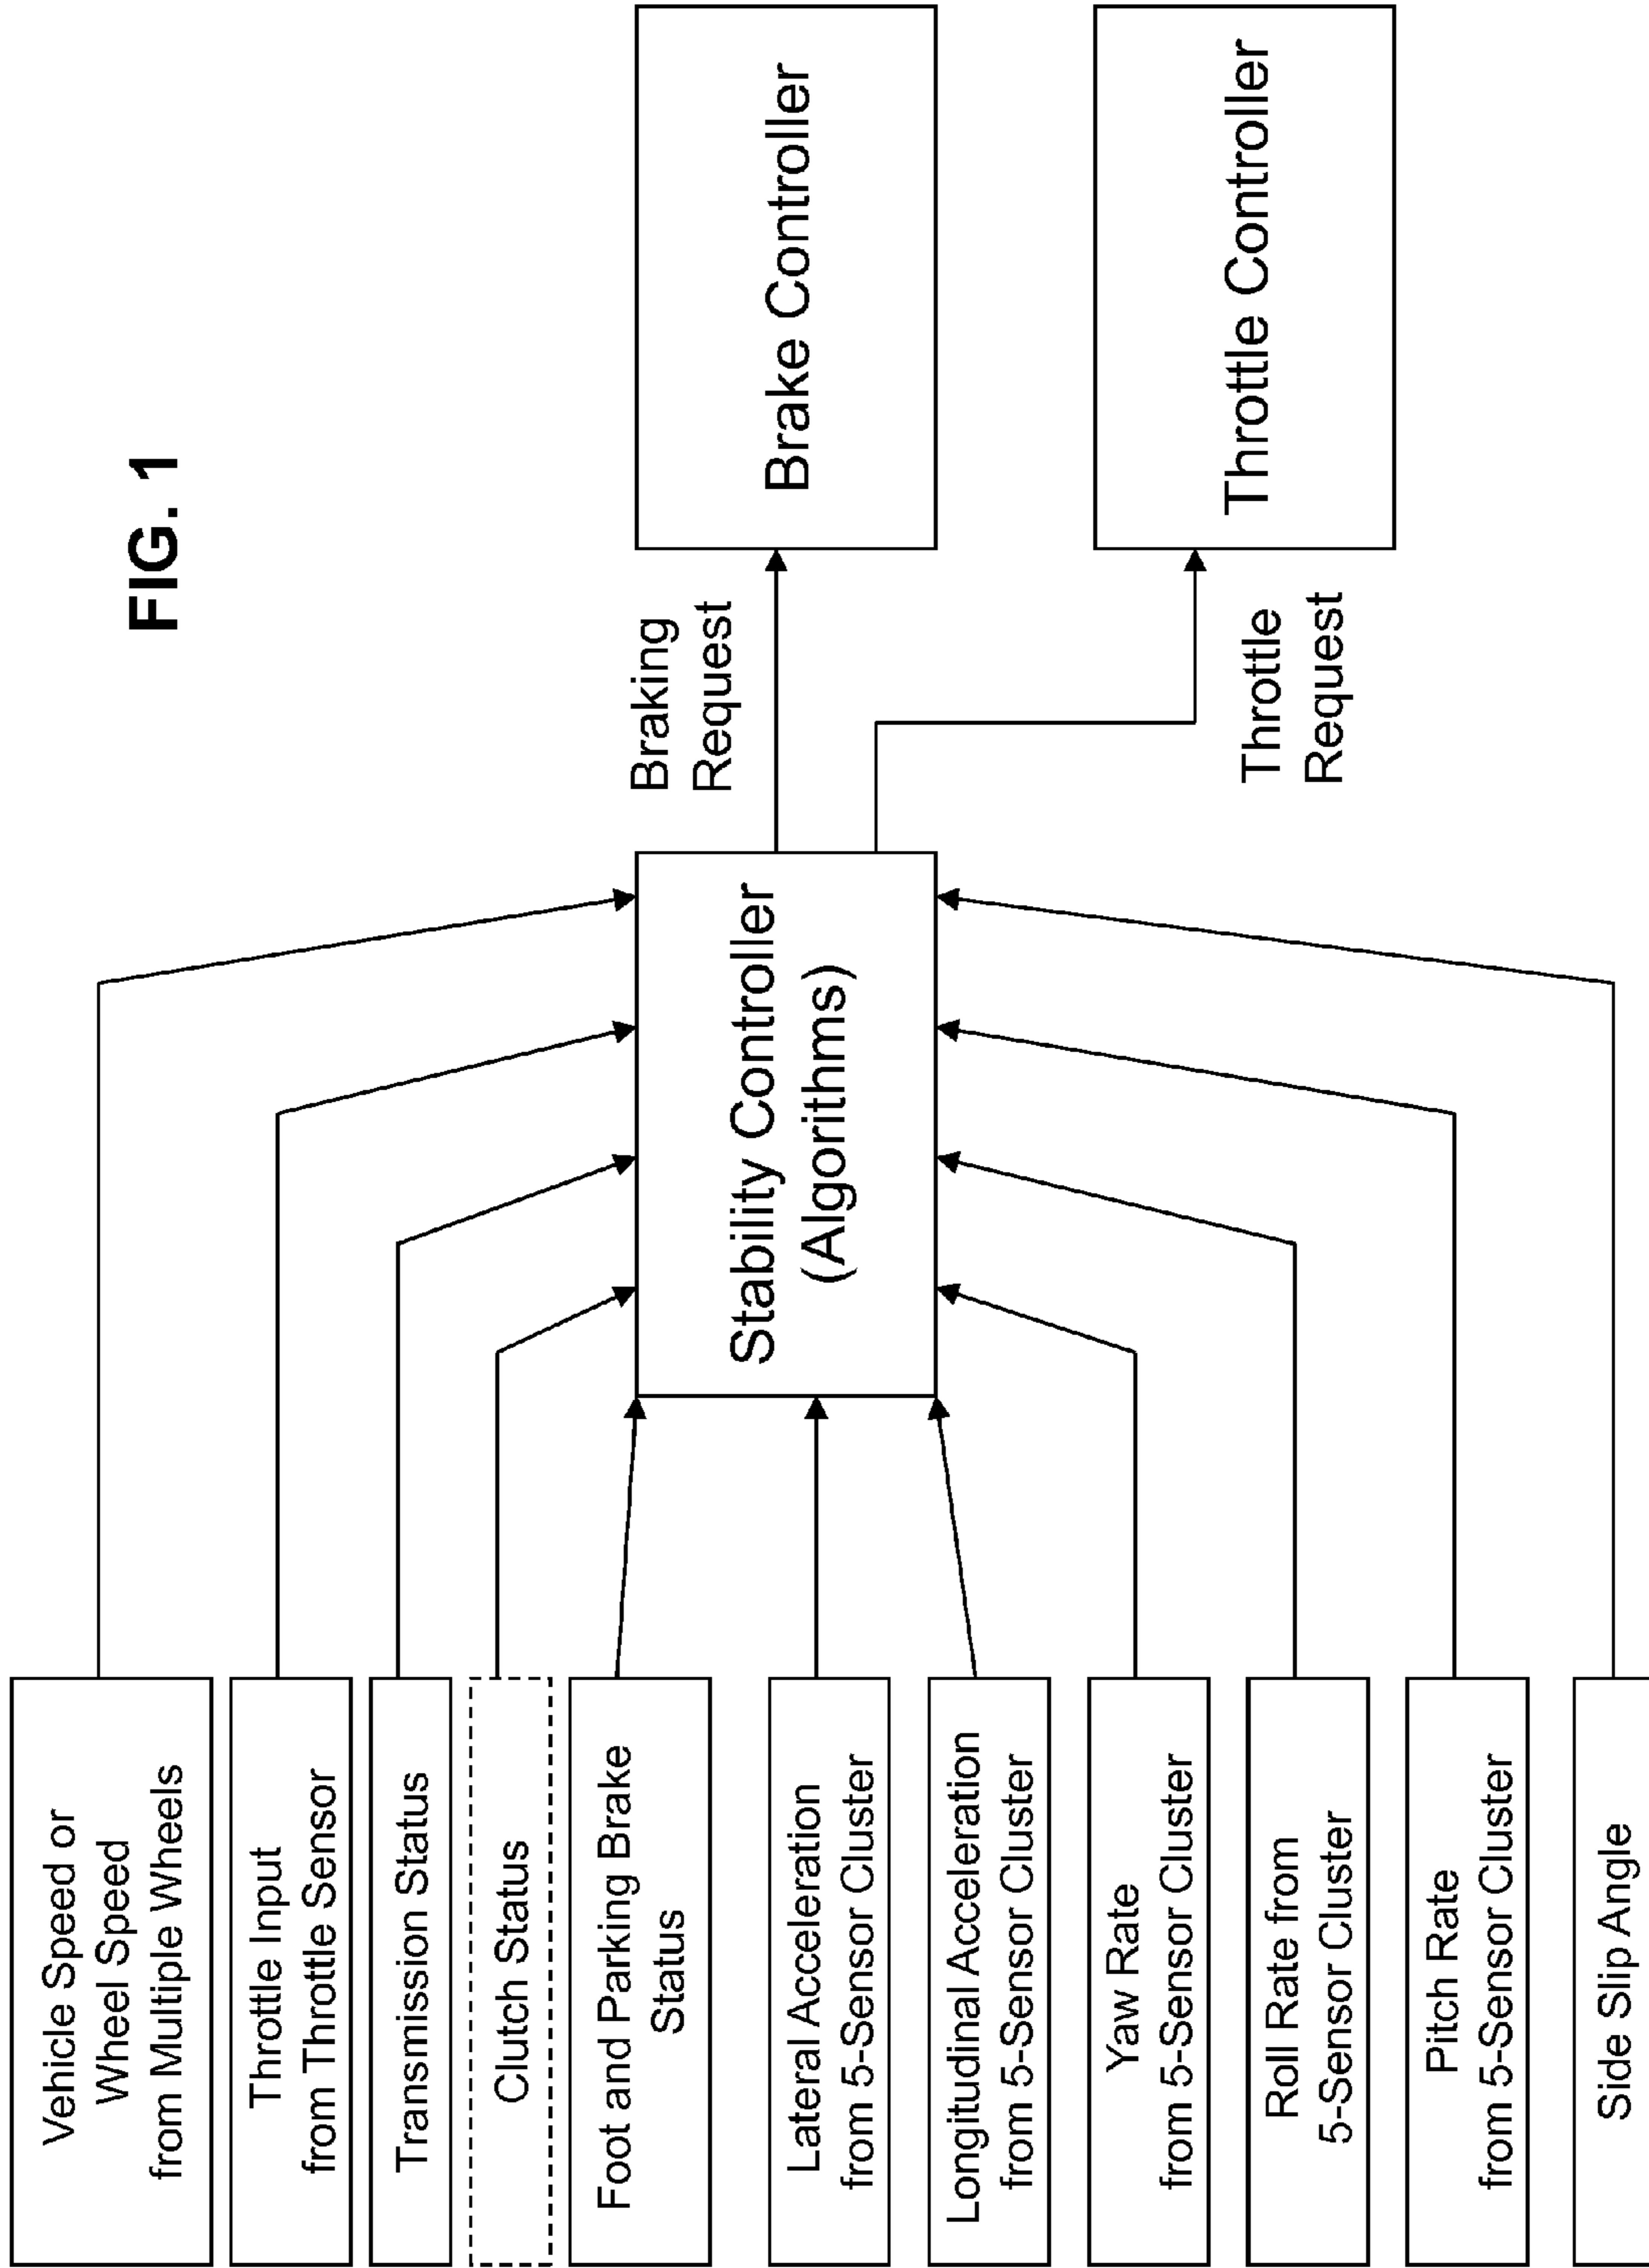 FIG. 1
Vehicle Speed or
Wheel Speed
from Multiple Wheels
Throttle Input
from Throttle Sensor
Transmission Status
Clutch Status
Foot and Parking Brake
Status
Lateral Acceleration
from 5-Sensor Cluster
Longitudinal Acceleration
from 5-Sensor Cluster
Yaw Rate
from 5-Sensor Cluster
Roll Rate from
5-Sensor Cluster
Pitch Rate
from 5-Sensor Cluster
Side Slip Angle
Stability Controller
(Algorithms)
Braking
Request
Throttle
Request
Brake Controller
Throttle Controller